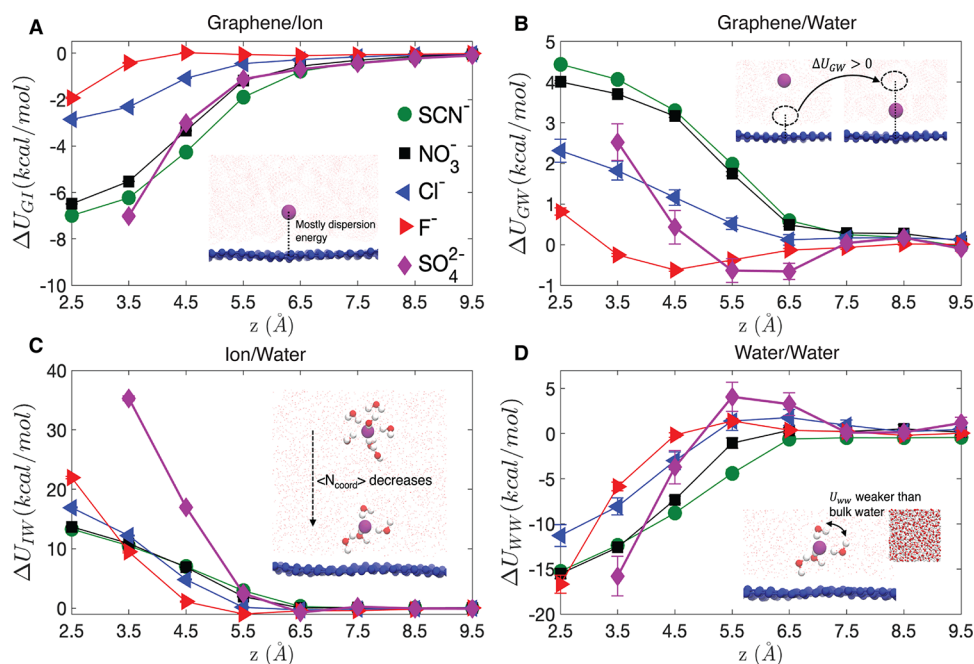 A
Graphene/Ion
ΔU_GI (kcal/mol)
0
-2
-4
-6
-8
-10
2.5 3.5 4.5 5.5 6.5 7.5 8.5 9.5
z (Å)
Mostly dispersion
energy
SCN⁻
NO₃⁻
Cl⁻
F⁻
SO₄²⁻
B
Graphene/Water
ΔU_GW (kcal/mol)
5
4
3
2
1
0
-1
2.5 3.5 4.5 5.5 6.5 7.5 8.5 9.5
z (Å)
ΔU_GW > 0
C
Ion/Water
ΔU_IW (kcal/mol)
40
30
20
10
0
2.5 3.5 4.5 5.5 6.5 7.5 8.5 9.5
z (Å)
<N_coord> decreases
D
Water/Water
ΔU_WW (kcal/mol)
5
0
-5
-10
-15
-20
2.5 3.5 4.5 5.5 6.5 7.5 8.5 9.5
z (Å)
U_ww weaker than
bulk water